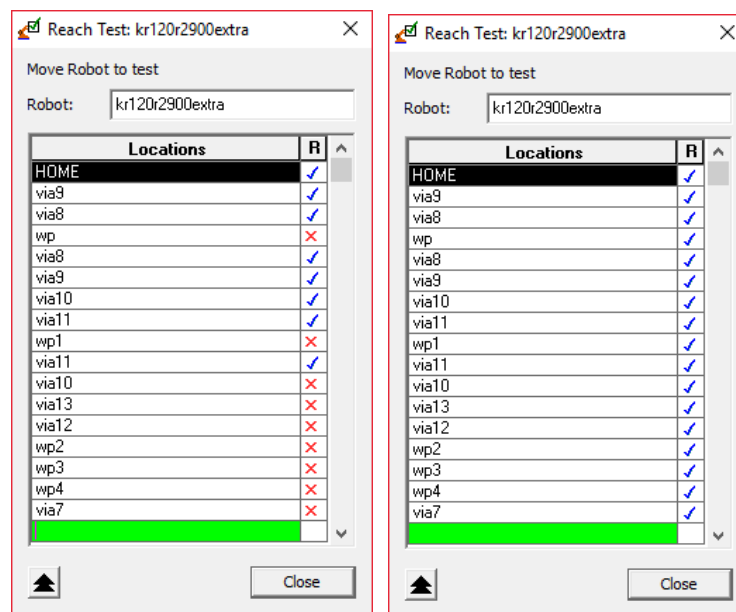 Reach Test: kr120r2900extra
Move Robot to test
Robot: kr120r2900extra
Locations R
HOME
via9
via8
wp
via8
via9
via10
via11
wp1
via11
via10
via13
via12
wp2
wp3
wp4
via7
Close
Reach Test: kr120r2900extra
Move Robot to test
Robot: kr120r2900extra
Locations R
HOME
via9
via8
wp
via8
via9
via10
via11
wp1
via11
via10
via13
via12
wp2
wp3
wp4
via7
Close